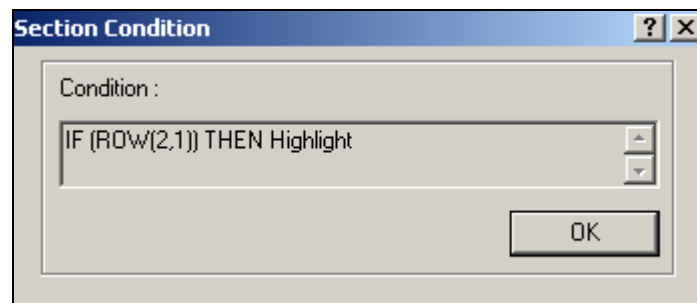 Section Condition
Condition :
IF (ROW(2,1)) THEN Highlight
OK